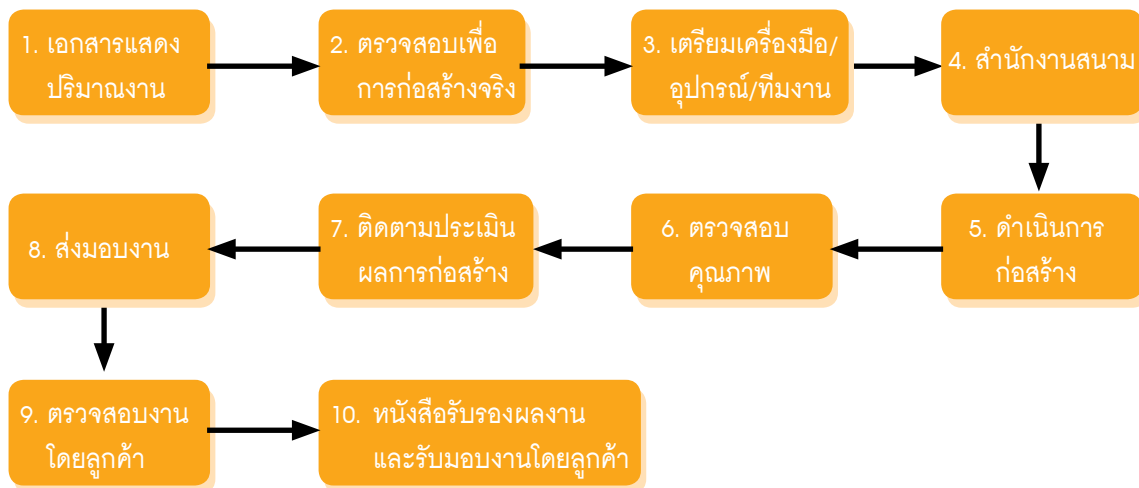 1. เอกสารแสดง
ปริมาณงาน
2. ตรวจสอบเพื่อ
การก่อสร้างจริง
3. เตรียมเครื่องมือ/
อุปกรณ์/ทีมงาน
4. สำนักงานสนาม
5. ดำเนินการ
ก่อสร้าง
6. ตรวจสอบ
คุณภาพ
7. ติดตามประเมิน
ผลการก่อสร้าง
8. ส่งมอบงาน
9. ตรวจสอบงาน
โดยลูกค้า
10. หนังสือรับรองผลงาน
และรับมอบงานโดยลูกค้า